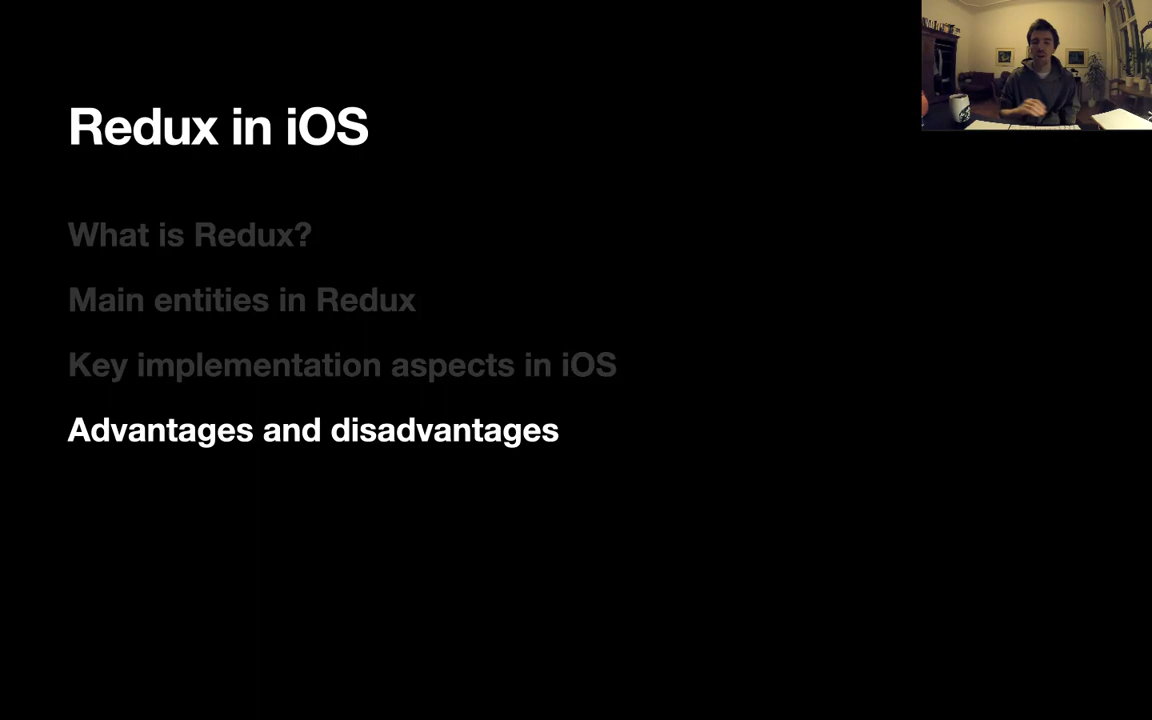 Redux in iOS
What is Redux?
Main entities in Redux
Key implementation aspects in iOS
Advantages and disadvantages